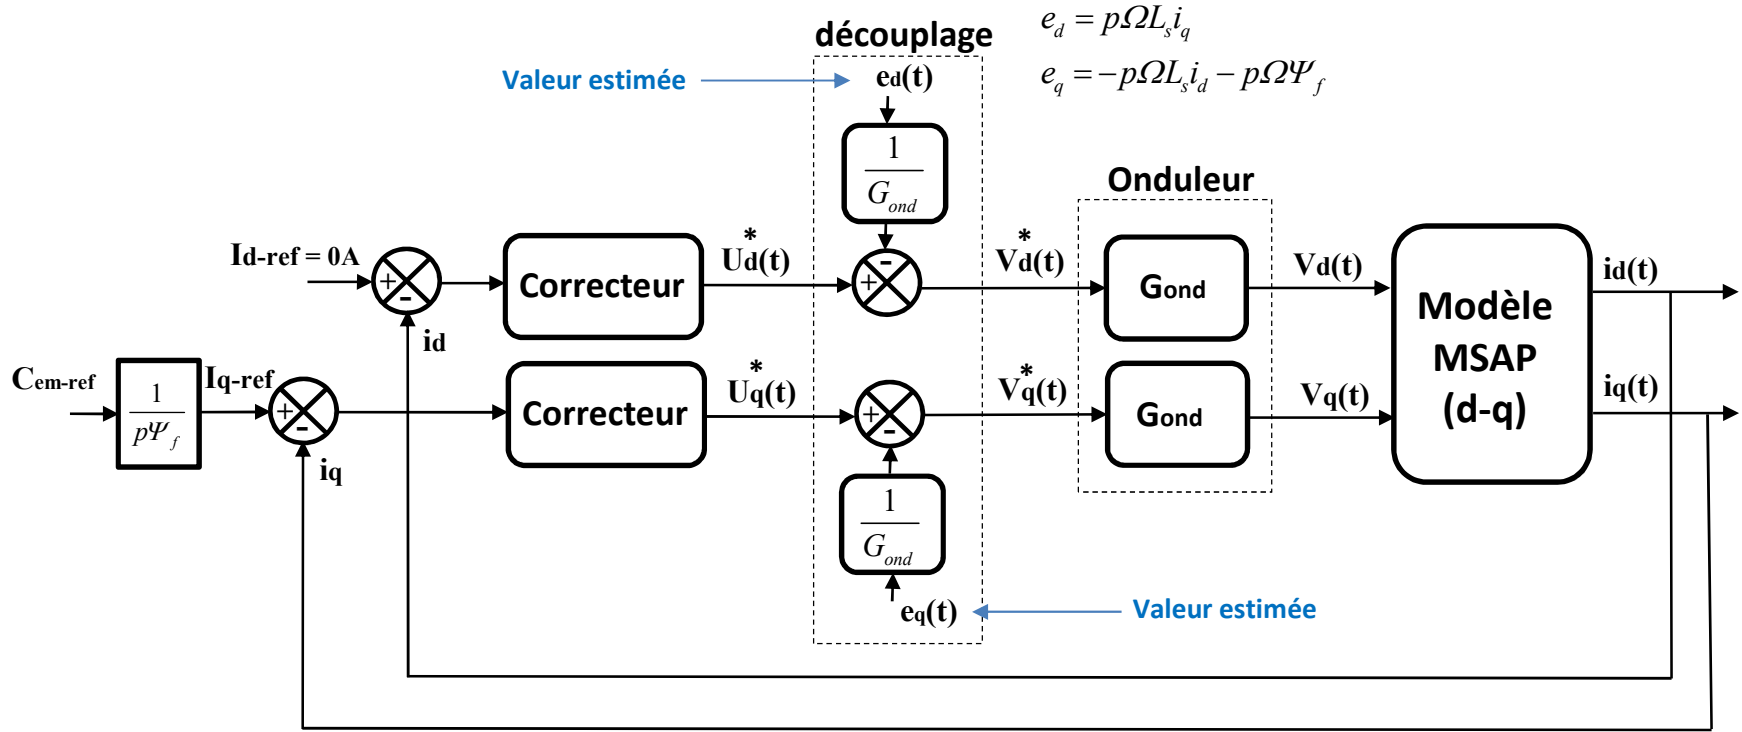 e_d = pΩL_s i_q
e_q = −pΩL_s i_d − pΩΨ_f
découplage
Valeur estimée
ed(t)
1
G_ond
Onduleur
Id-ref = 0A
+
-
Correcteur
*
Ud(t)
+
-
*
Vd(t)
Gond
Vd(t)
Modèle
MSAP
(d-q)
id(t)
id
Cem-ref
1
pΨ_f
Iq-ref
+
-
Correcteur
*
Uq(t)
+
-
*
Vq(t)
Gond
Vq(t)
iq(t)
iq
1
G_ond
eq(t)
Valeur estimée